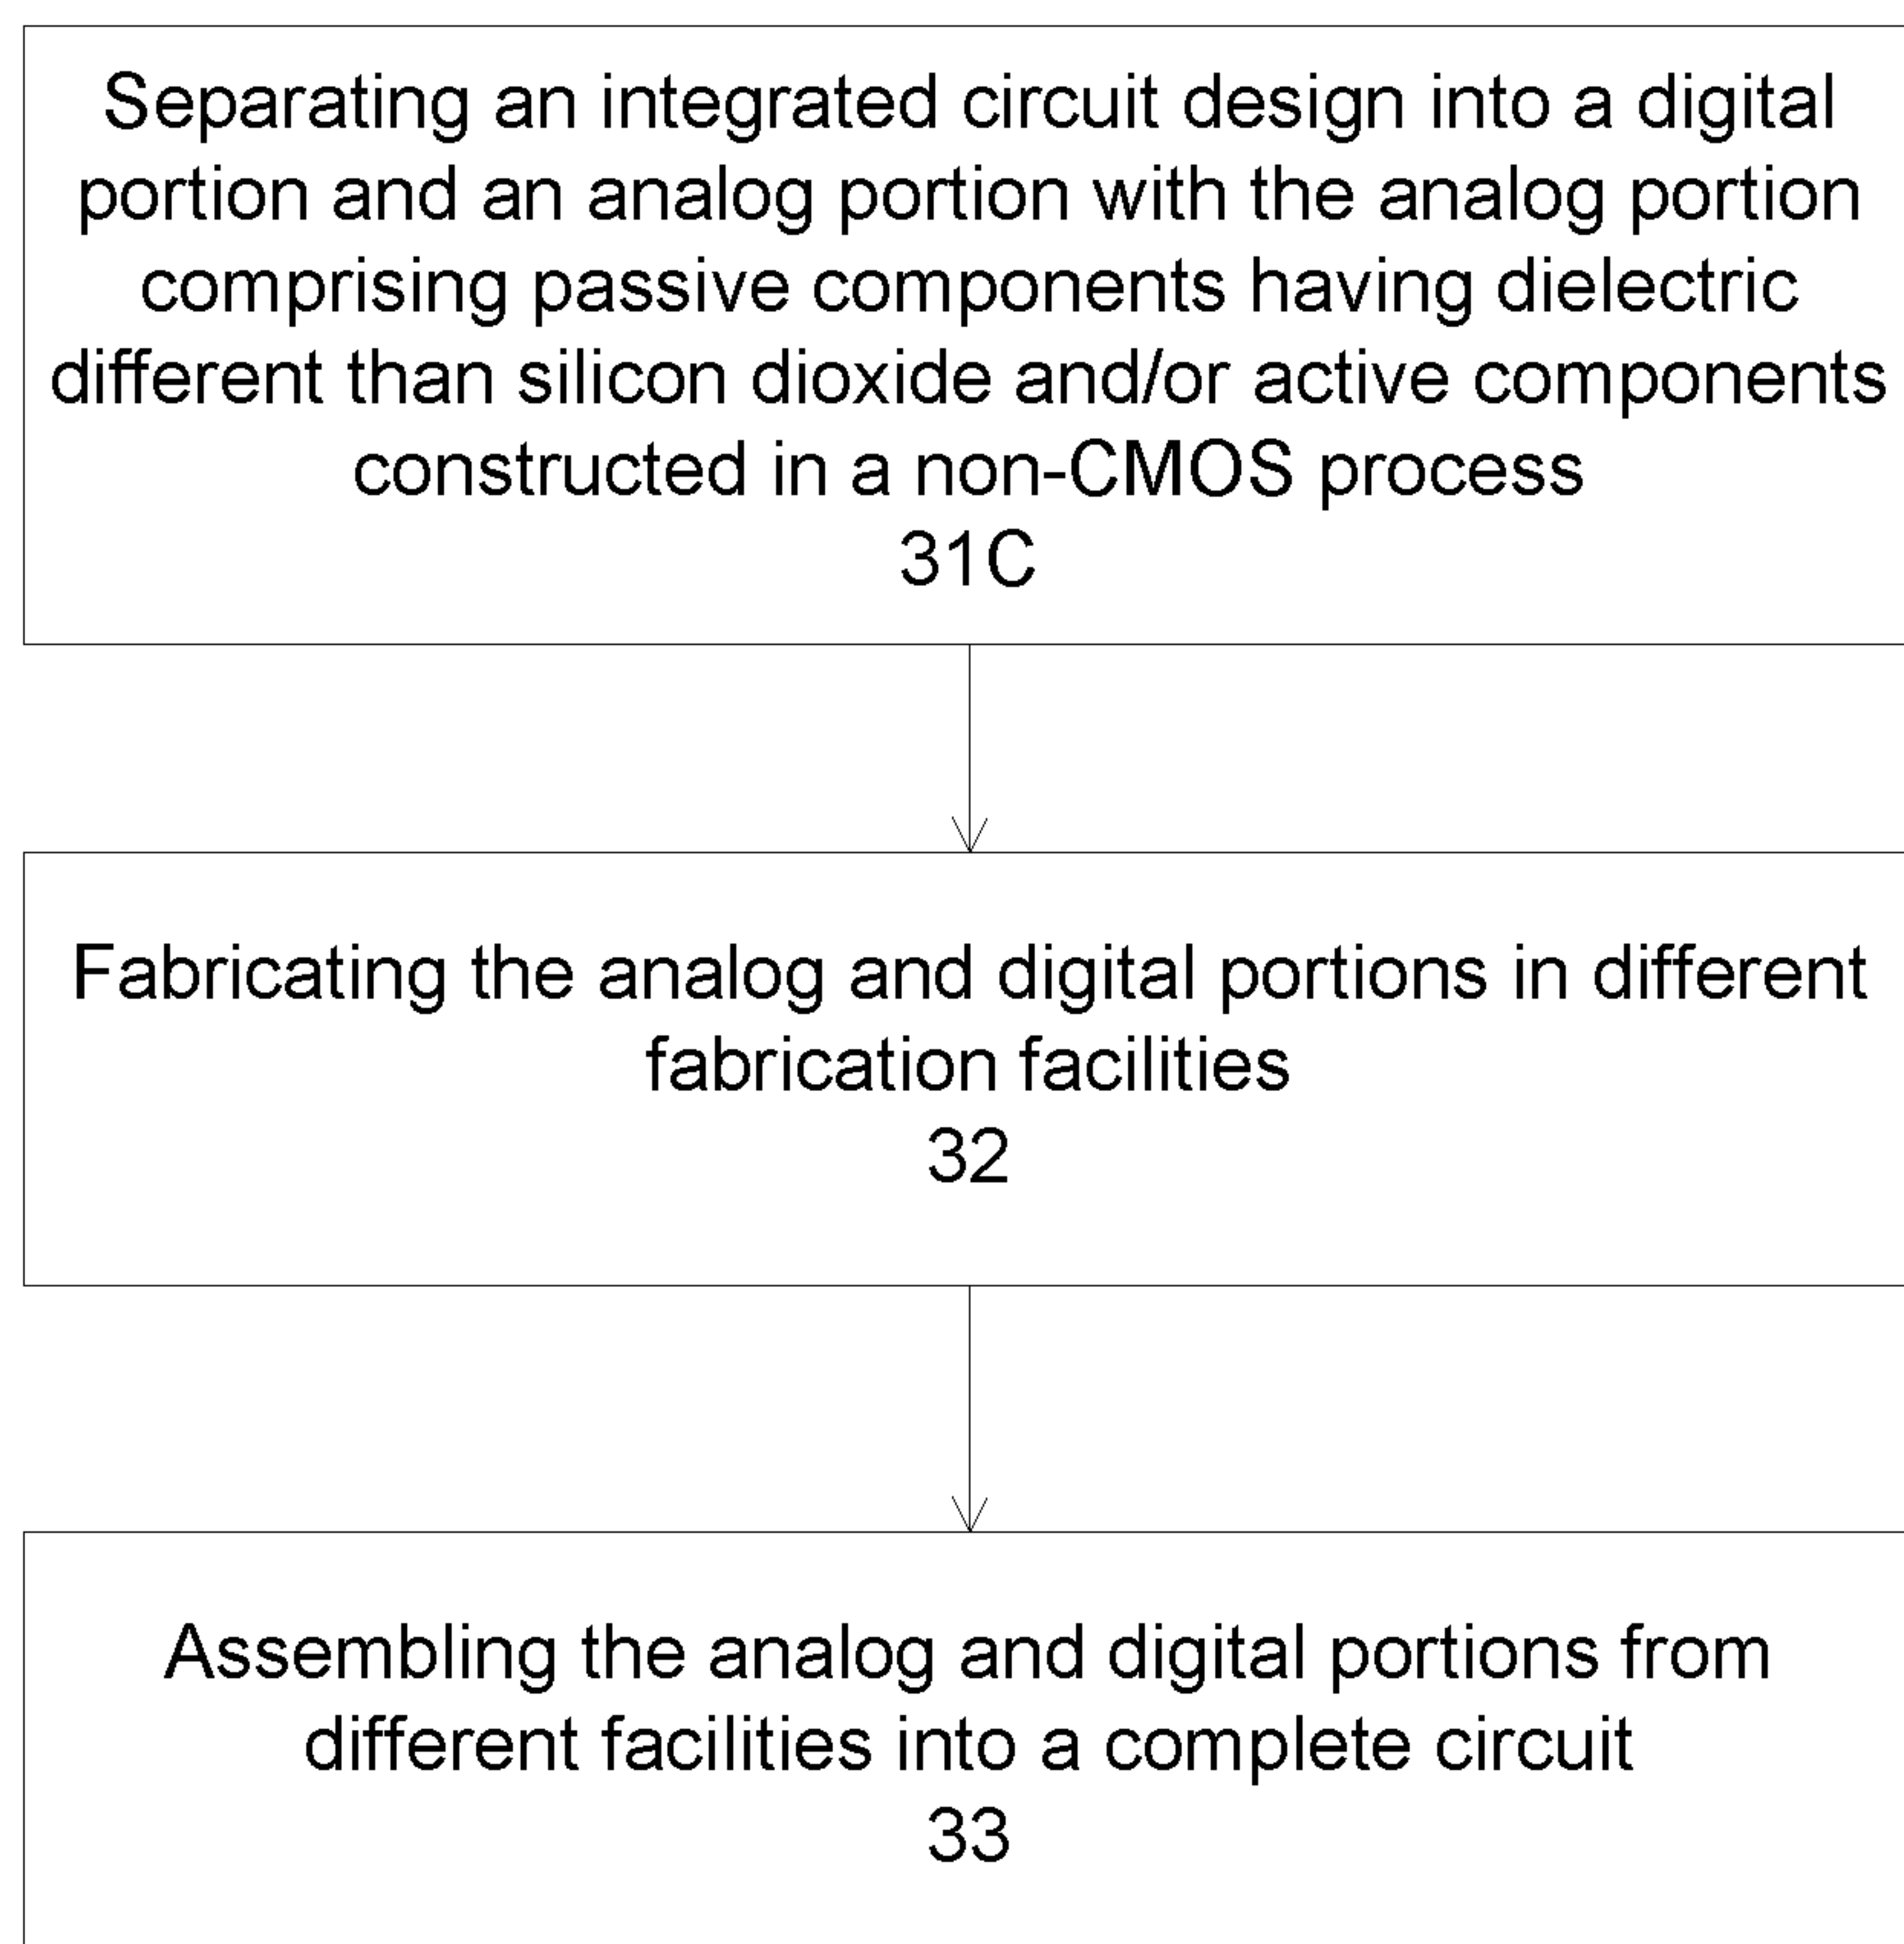 Separating an integrated circuit design into a digital
portion and an analog portion with the analog portion
comprising passive components having dielectric
different than silicon dioxide and/or active components
constructed in a non-CMOS process
31C
Fabricating the analog and digital portions in different
fabrication facilities
32
Assembling the analog and digital portions from
different facilities into a complete circuit
33